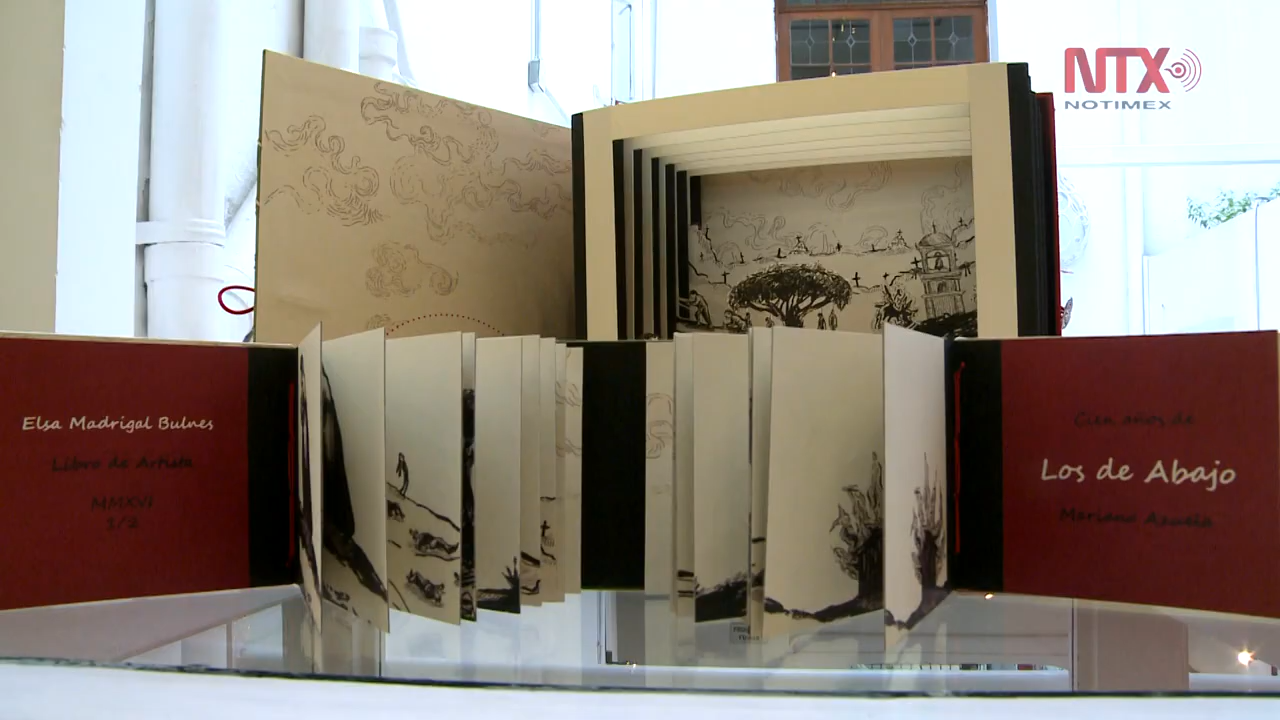 NTX
NOTIMEX
Elsa Madrigal Bulnes
Libro de Artista
MMXVI
1/2
Cien años de
Los de Abajo
Mariano Azuela